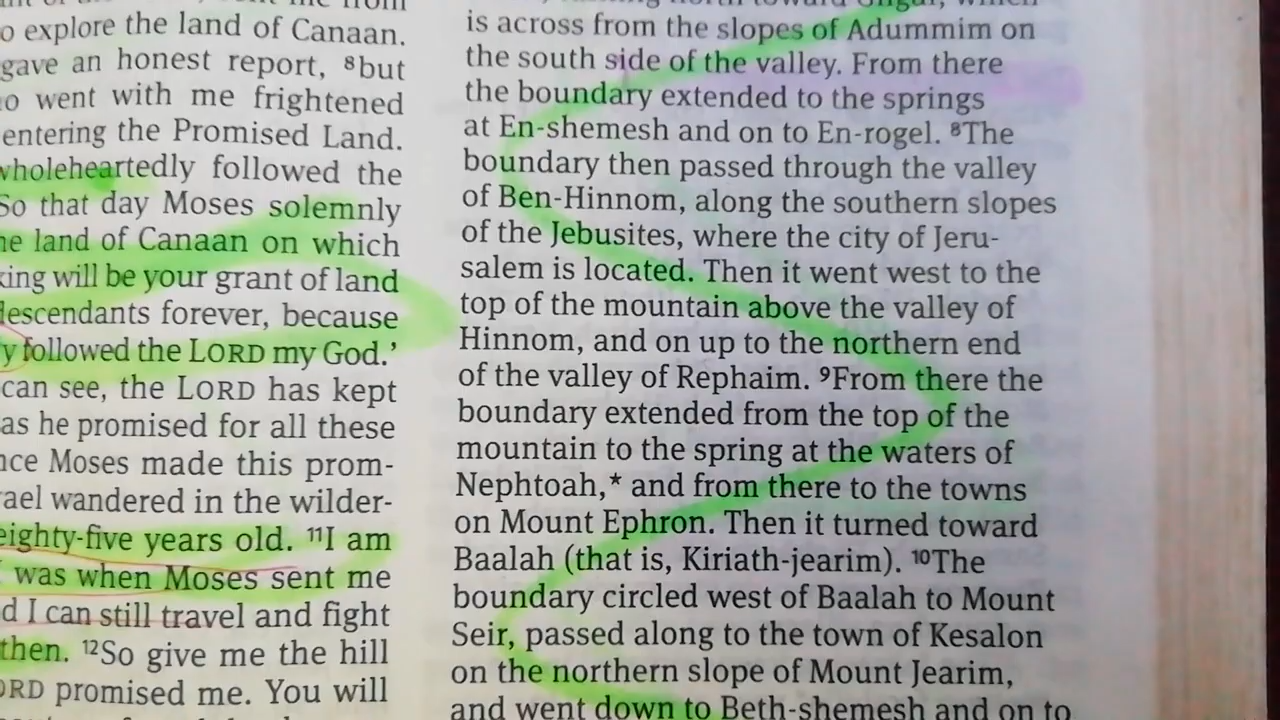 o explore the land of Canaan.
gave an honest report, ⁸but
o went with me frightened
entering the Promised Land.
wholeheartedly followed the
So that day Moses solemnly
he land of Canaan on which
king will be your grant of land
descendants forever, because
y followed the LORD my God.’
can see, the LORD has kept
as he promised for all these
nce Moses made this prom-
rael wandered in the wilder-
eighty-five years old. ¹¹I am
was when Moses sent me
d I can still travel and fight
then. ¹²So give me the hill
ORD promised me. You will
is across from the slopes of Adummim on
the south side of the valley. From there
the boundary extended to the springs
at En-shemesh and on to En-rogel. ⁸The
boundary then passed through the valley
of Ben-Hinnom, along the southern slopes
of the Jebusites, where the city of Jeru-
salem is located. Then it went west to the
top of the mountain above the valley of
Hinnom, and on up to the northern end
of the valley of Rephaim. ⁹From there the
boundary extended from the top of the
mountain to the spring at the waters of
Nephtoah,* and from there to the towns
on Mount Ephron. Then it turned toward
Baalah (that is, Kiriath-jearim). ¹⁰The
boundary circled west of Baalah to Mount
Seir, passed along to the town of Kesalon
on the northern slope of Mount Jearim,
and went down to Beth-shemesh and on to